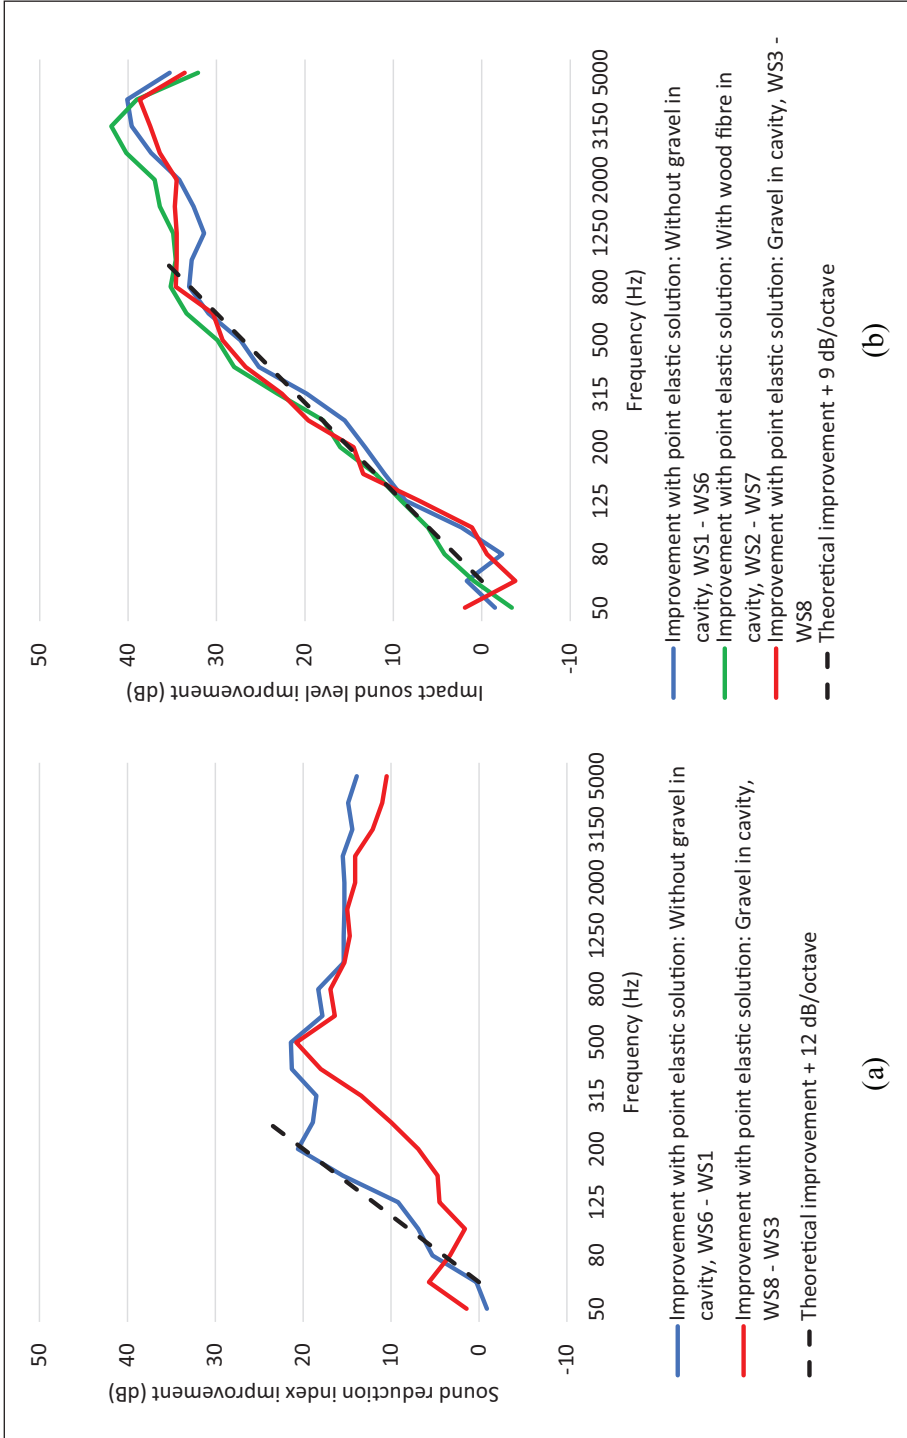 Sound reduction index improvement (dB)
50
40
30
20
10
0
-10
50 80 125 200 315 500 800 1250 2000 3150 5000
Frequency (Hz)
Improvement with point elastic solution: Without gravel in
cavity, WS6 - WS1
Improvement with point elastic solution: Gravel in cavity,
WS8 - WS3
Theoretical improvement + 12 dB/octave
(a)
Impact sound level improvement (dB)
50
40
30
20
10
0
-10
50 80 125 200 315 500 800 1250 2000 3150 5000
Frequency (Hz)
Improvement with point elastic solution: Without gravel in
cavity, WS1 - WS6
Improvement with point elastic solution: With wood fibre in
cavity, WS2 - WS7
Improvement with point elastic solution: Gravel in cavity, WS3 -
WS8
Theoretical improvement + 9 dB/octave
(b)